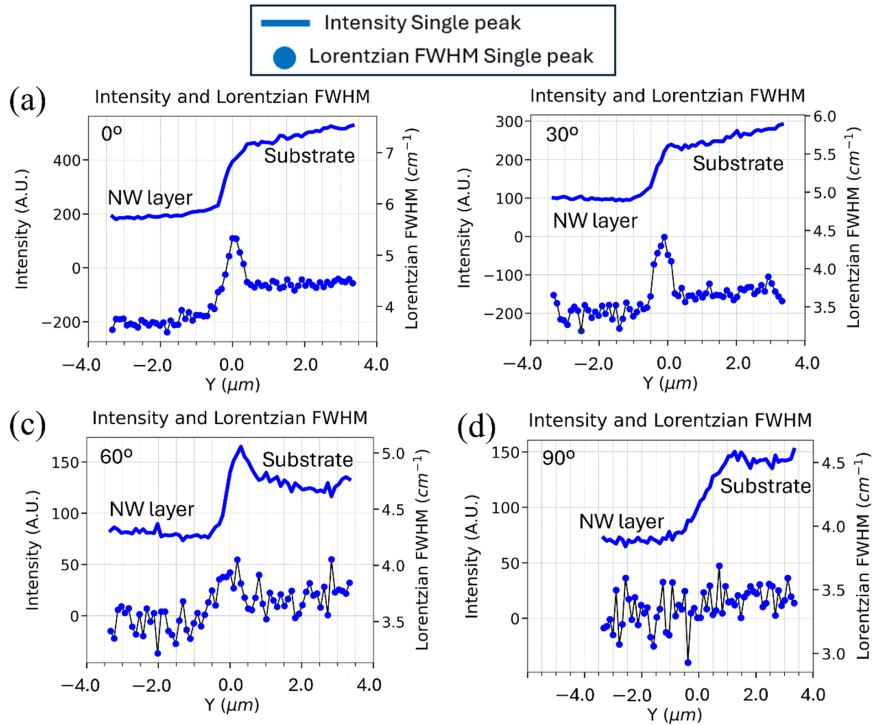 Intensity Single peak
Lorentzian FWHM Single peak
(a)
Intensity and Lorentzian FWHM
0º
Substrate
NW layer
Intensity (A.U.)
400
200
0
−200
7
6
5
4
Lorentzian FWHM (cm⁻¹)
−4.0 −2.0 0.0 2.0 4.0
Y (μm)
Intensity and Lorentzian FWHM
30º
Substrate
NW layer
Intensity (A.U.)
300
200
100
0
−100
−200
6.0
5.5
5.0
4.5
4.0
3.5
Lorentzian FWHM (cm⁻¹)
−4.0 −2.0 0.0 2.0 4.0
Y (μm)
(c)
Intensity and Lorentzian FWHM
60º
Substrate
NW layer
Intensity (A.U.)
150
100
50
0
5.0
4.5
4.0
3.5
Lorentzian FWHM (cm⁻¹)
−4.0 −2.0 0.0 2.0 4.0
Y (μm)
(d)
Intensity and Lorentzian FWHM
90º
Substrate
NW layer
Intensity (A.U.)
150
100
50
0
4.5
4.0
3.5
3.0
Lorentzian FWHM (cm⁻¹)
−4.0 −2.0 0.0 2.0 4.0
Y (μm)